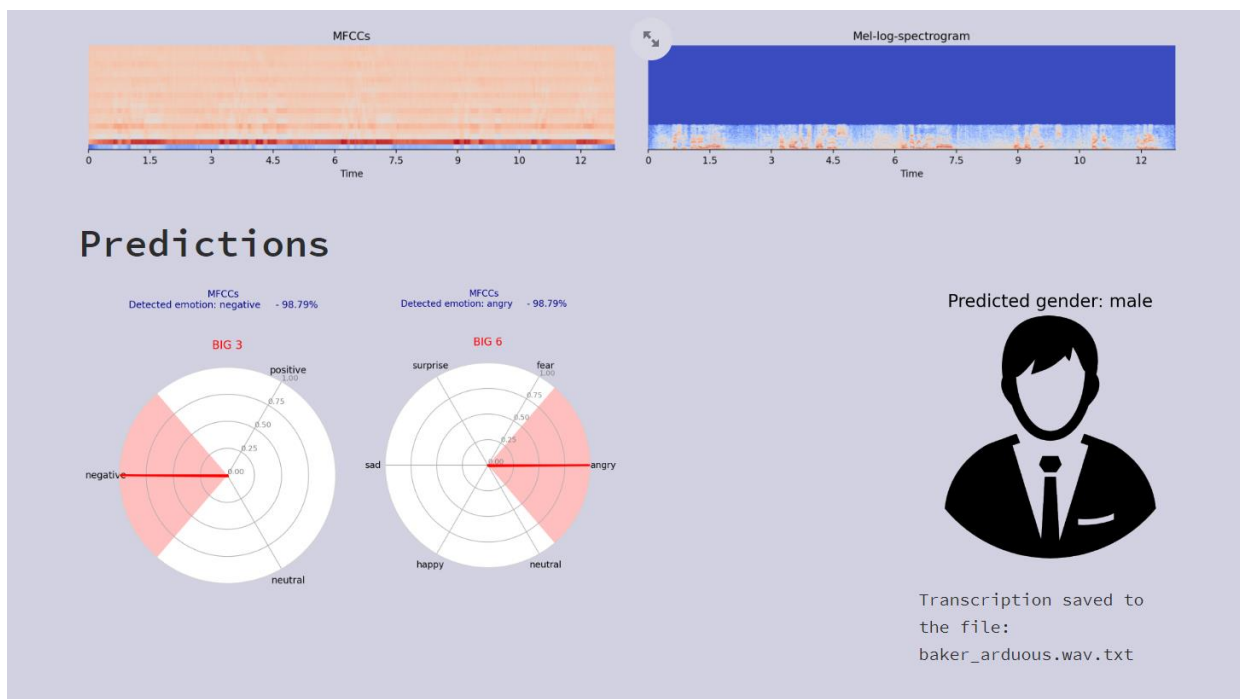 MFCCs
0 1.5 3 4.5 6 7.5 9 10 12
Time
Mel-log-spectrogram
0 1.5 3 4.5 6 7.5 9 10 12
Time
Predictions
MFCCs
Detected emotion: negative - 98.79%
BIG 3
positive
1.00
0.75
0.50
0.25
0.00
negative
neutral
MFCCs
Detected emotion: angry - 98.79%
BIG 6
surprise
fear
1.00
0.75
0.50
0.25
0.00
sad
angry
happy
neutral
Predicted gender: male
Transcription saved to
the file:
baker_arduous.wav.txt